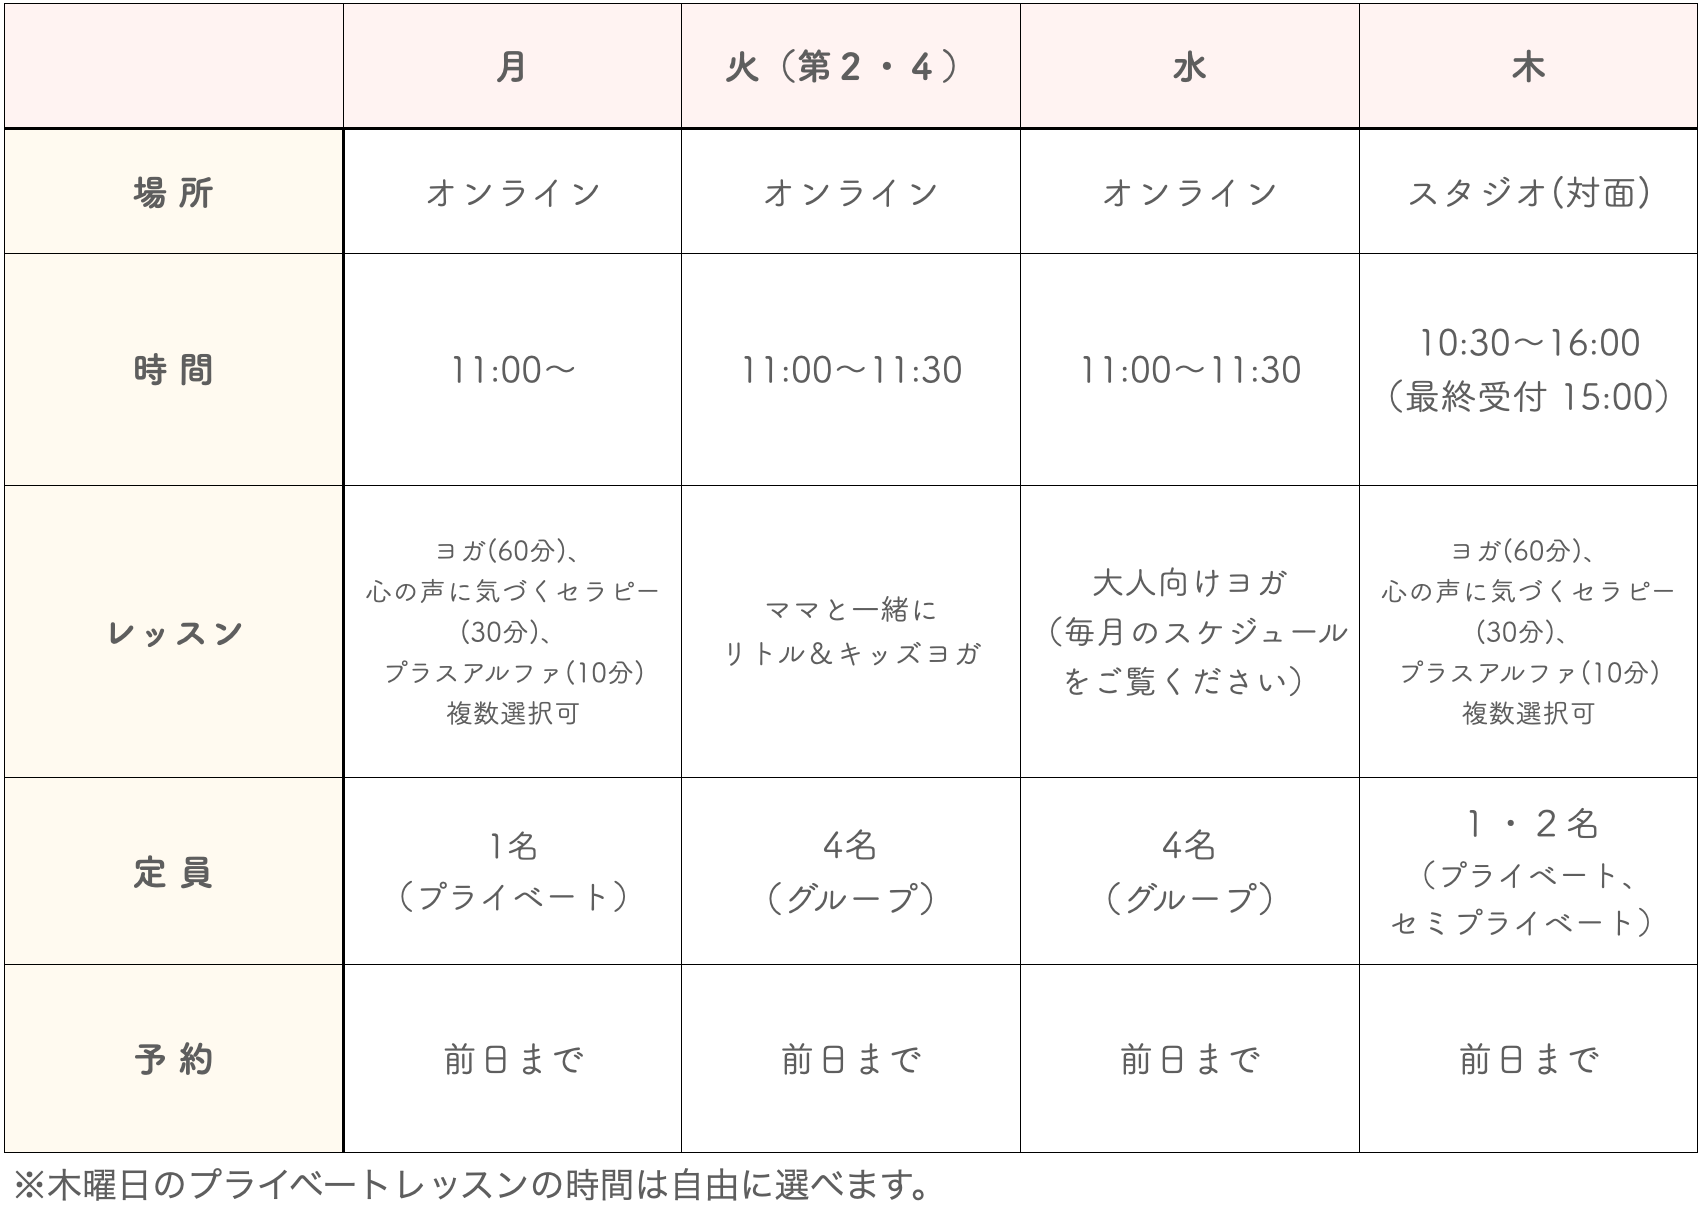 月
火（第２・４）
水
木
場 所
オンライン
オンライン
オンライン
スタジオ(対面)
時 間
11:00〜
11:00〜11:30
11:00〜11:30
10:30〜16:00
（最終受付 15:00）
レッスン
ヨガ(60分)、
心の声に気づくセラピー
(30分)、
プラスアルファ(10分)
複数選択可
ママと一緒に
リトル＆キッズヨガ
大人向けヨガ
（毎月のスケジュール
をご覧ください）
ヨガ(60分)、
心の声に気づくセラピー
(30分)、
プラスアルファ(10分)
複数選択可
定 員
1名
（プライベート）
4名
（グループ）
4名
（グループ）
１・２名
（プライベート、
セミプライベート）
予 約
前日まで
前日まで
前日まで
前日まで
※木曜日のプライベートレッスンの時間は自由に選べます。